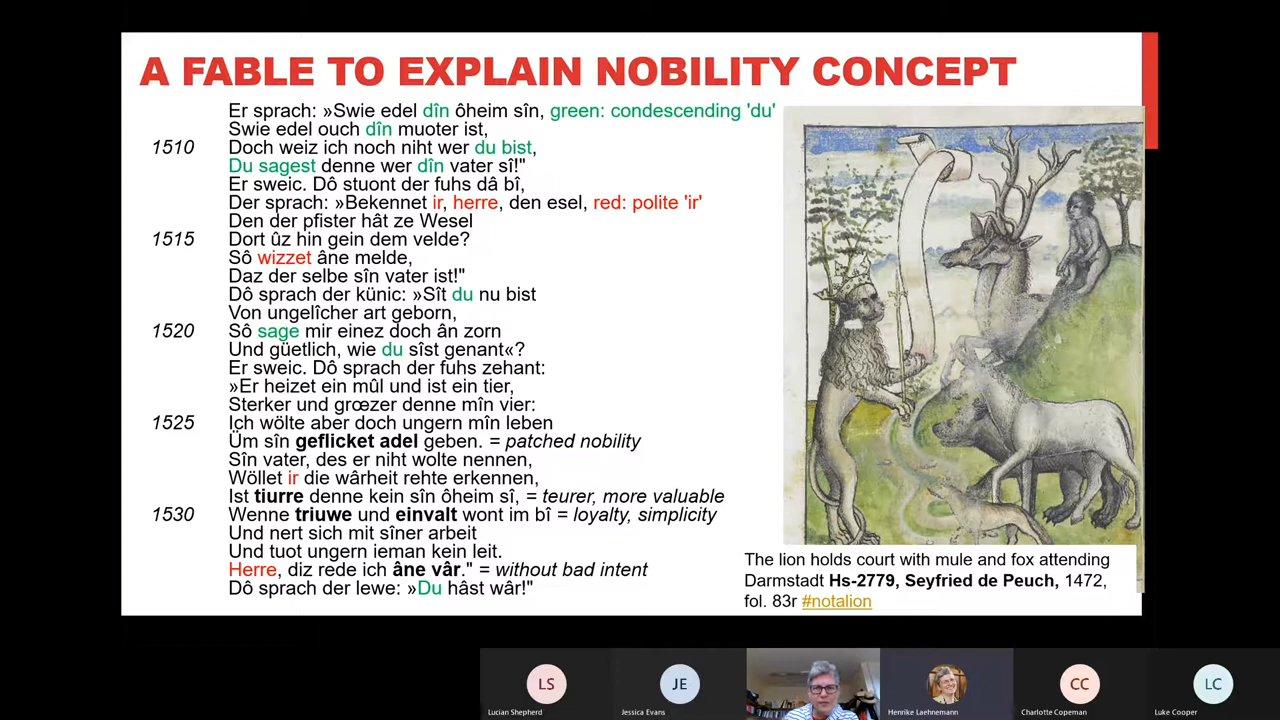 A FABLE TO EXPLAIN NOBILITY CONCEPT
Er sprach: »Swie edel dîn ôheim sîn, green: condescending 'du'
Swie edel ouch dîn muoter ist,
1510 Doch weiz ich noch niht wer du bist,
Du sagest denne wer dîn vater sî!"
Er sweic. Dô stuont der fuhs dâ bî,
Der sprach: »Bekennet ir, herre, den esel, red: polite 'ir'
Den der pfister hât ze Wesel
1515 Dort ûz hin gein dem velde?
Sô wizzet âne melde,
Daz der selbe sîn vater ist!"
Dô sprach der künic: »Sît du nu bist
Von ungelîcher art geborn,
1520 Sô sage mir einez doch ân zorn
Und güetlich, wie du sîst genant«?
Er sweic. Dô sprach der fuhs zehant:
»Er heizet ein mûl und ist ein tier,
Sterker und grœzer denne mîn vier:
1525 Ich wölte aber doch ungern mîn leben
Üm sîn geflicket adel geben. = patched nobility
Sîn vater, des er niht wolte nennen,
Wöllet ir die wârheit rehte erkennen,
Ist tiurre denne kein sîn ôheim sî, = teurer, more valuable
1530 Wenne triuwe und einvalt wont im bî = loyalty, simplicity
Und nert sich mit sîner arbeit
Und tuot ungern ieman kein leit.
Herre, diz rede ich âne vâr." = without bad intent
Dô sprach der lewe: »Du hâst wâr!"
The lion holds court with mule and fox attending
Darmstadt Hs-2779, Seyfried de Peuch, 1472,
fol. 83r #notalion
LS
JE
CC
LC
Lucian Shepherd
Jessica Evans
Henrike Laehnemann
Charlotte Copeman
Luke Cooper